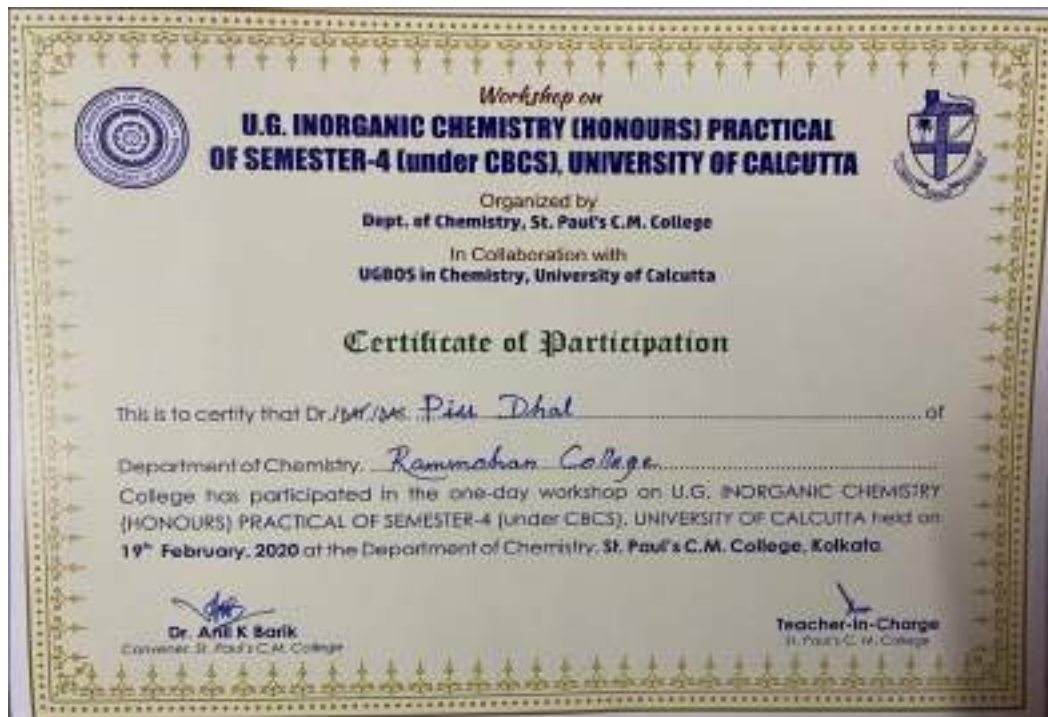 Workshop on
U.G. INORGANIC CHEMISTRY (HONOURS) PRACTICAL
OF SEMESTER-4 (under CBCS), UNIVERSITY OF CALCUTTA
Organized by
Dept. of Chemistry, St. Paul's C.M. College
In Collaboration with
UGBOS in Chemistry, University of Calcutta
Certificate of Participation
This is to certify that Dr./Mr./Ms. Piu Dhal of
Department of Chemistry, Rammohan College
College has participated in the one-day workshop on U.G. INORGANIC CHEMISTRY
(HONOURS) PRACTICAL OF SEMESTER-4 (under CBCS), UNIVERSITY OF CALCUTTA held on
19th February, 2020 at the Department of Chemistry, St. Paul's C.M. College, Kolkata
Dr. Anil K Barik
Convener, St. Paul's C.M. College
Teacher-in-Charge
St. Paul's C. M. College